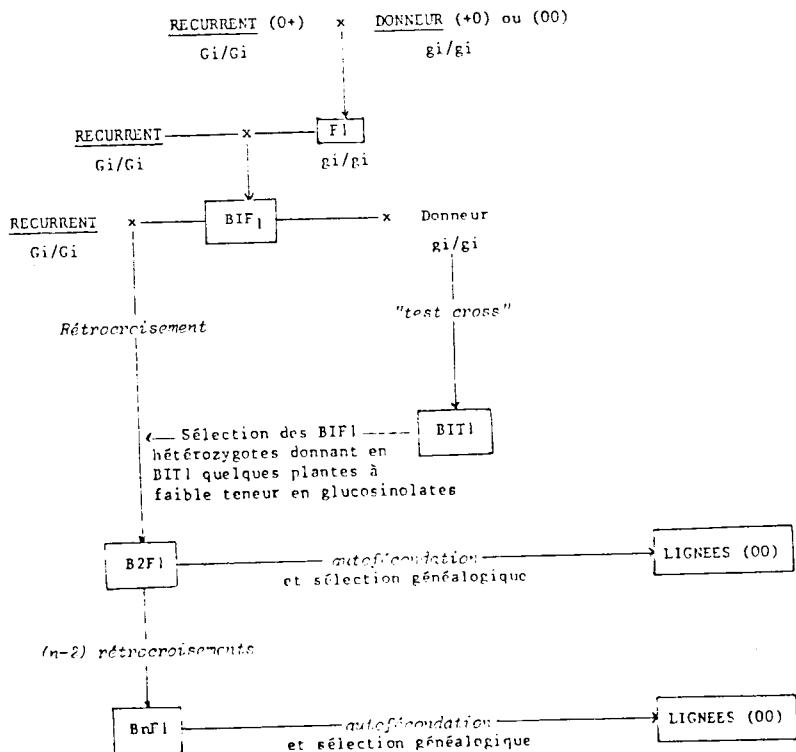 RECURRENT (0+) x DONNEUR (+0) ou (00)
Gi/Gi gi/gi
RECURRENT x F1
Gi/Gi gi/gi
RECURRENT x B1F1 x Donneur
Gi/Gi gi/gi
Rétrocroisement
"test cross"
Sélection des B1F1
hétérozygotes donnant en
B1T1 quelques plantes à
faible teneur en glucosinolates
B1T1
B2F1
autofécondation
et sélection généalogique
LIGNEES (00)
(n-2) rétrocroisements
BnF1
autofécondation
et sélection généalogique
LIGNEES (00)